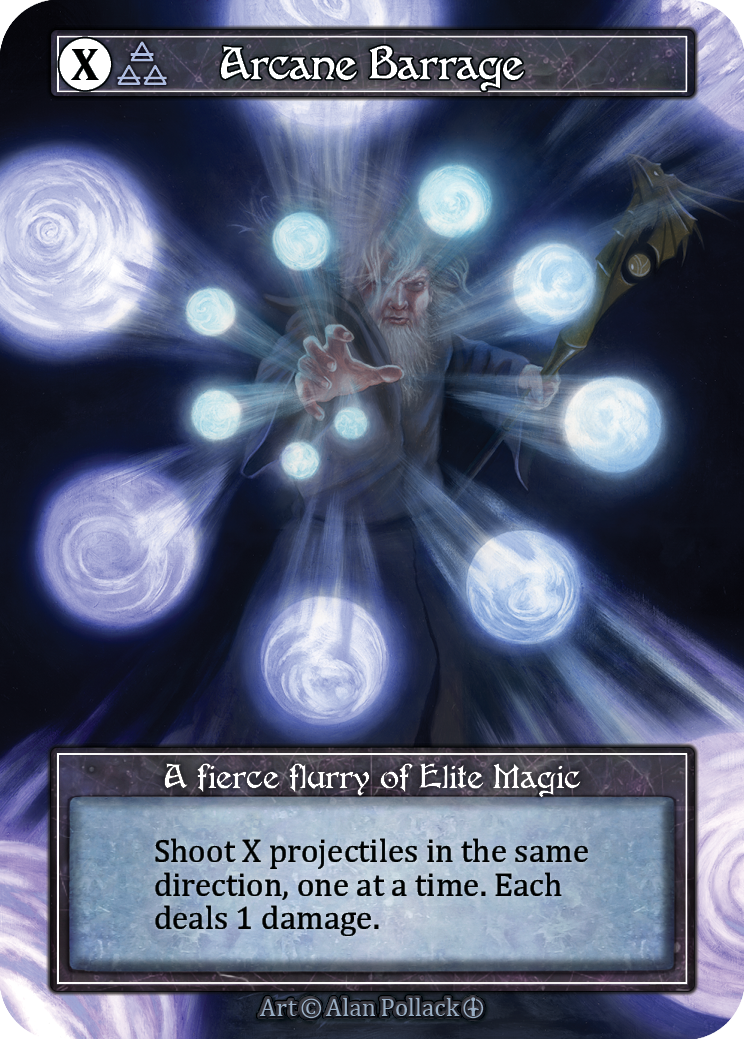 X Arcane Barrage
A fierce flurry of Elite Magic
Shoot X projectiles in the same
direction, one at a time. Each
deals 1 damage.
Art © Alan Pollack